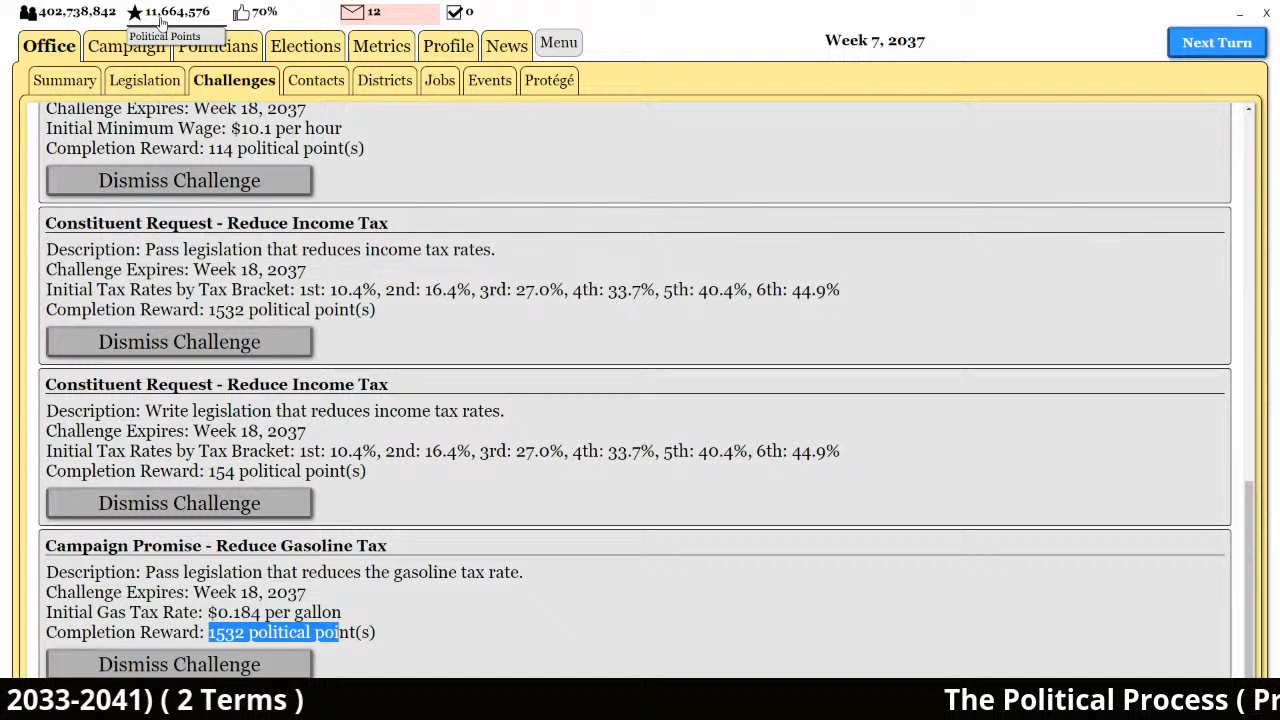 402,738,842 11,664,576 70% 12 0
Political Points
Office Campaign Politicians Elections Metrics Profile News Menu Week 7, 2037 Next Turn
Summary Legislation Challenges Contacts Districts Jobs Events Protégé
Challenge Expires: Week 18, 2037
Initial Minimum Wage: $10.1 per hour
Completion Reward: 114 political point(s)
Dismiss Challenge
Constituent Request - Reduce Income Tax
Description: Pass legislation that reduces income tax rates.
Challenge Expires: Week 18, 2037
Initial Tax Rates by Tax Bracket: 1st: 10.4%, 2nd: 16.4%, 3rd: 27.0%, 4th: 33.7%, 5th: 40.4%, 6th: 44.9%
Completion Reward: 1532 political point(s)
Dismiss Challenge
Constituent Request - Reduce Income Tax
Description: Write legislation that reduces income tax rates.
Challenge Expires: Week 18, 2037
Initial Tax Rates by Tax Bracket: 1st: 10.4%, 2nd: 16.4%, 3rd: 27.0%, 4th: 33.7%, 5th: 40.4%, 6th: 44.9%
Completion Reward: 154 political point(s)
Dismiss Challenge
Campaign Promise - Reduce Gasoline Tax
Description: Pass legislation that reduces the gasoline tax rate.
Challenge Expires: Week 18, 2037
Initial Gas Tax Rate: $0.184 per gallon
Completion Reward: 1532 political point(s)
Dismiss Challenge
2033-2041) ( 2 Terms ) The Political Process ( Pr